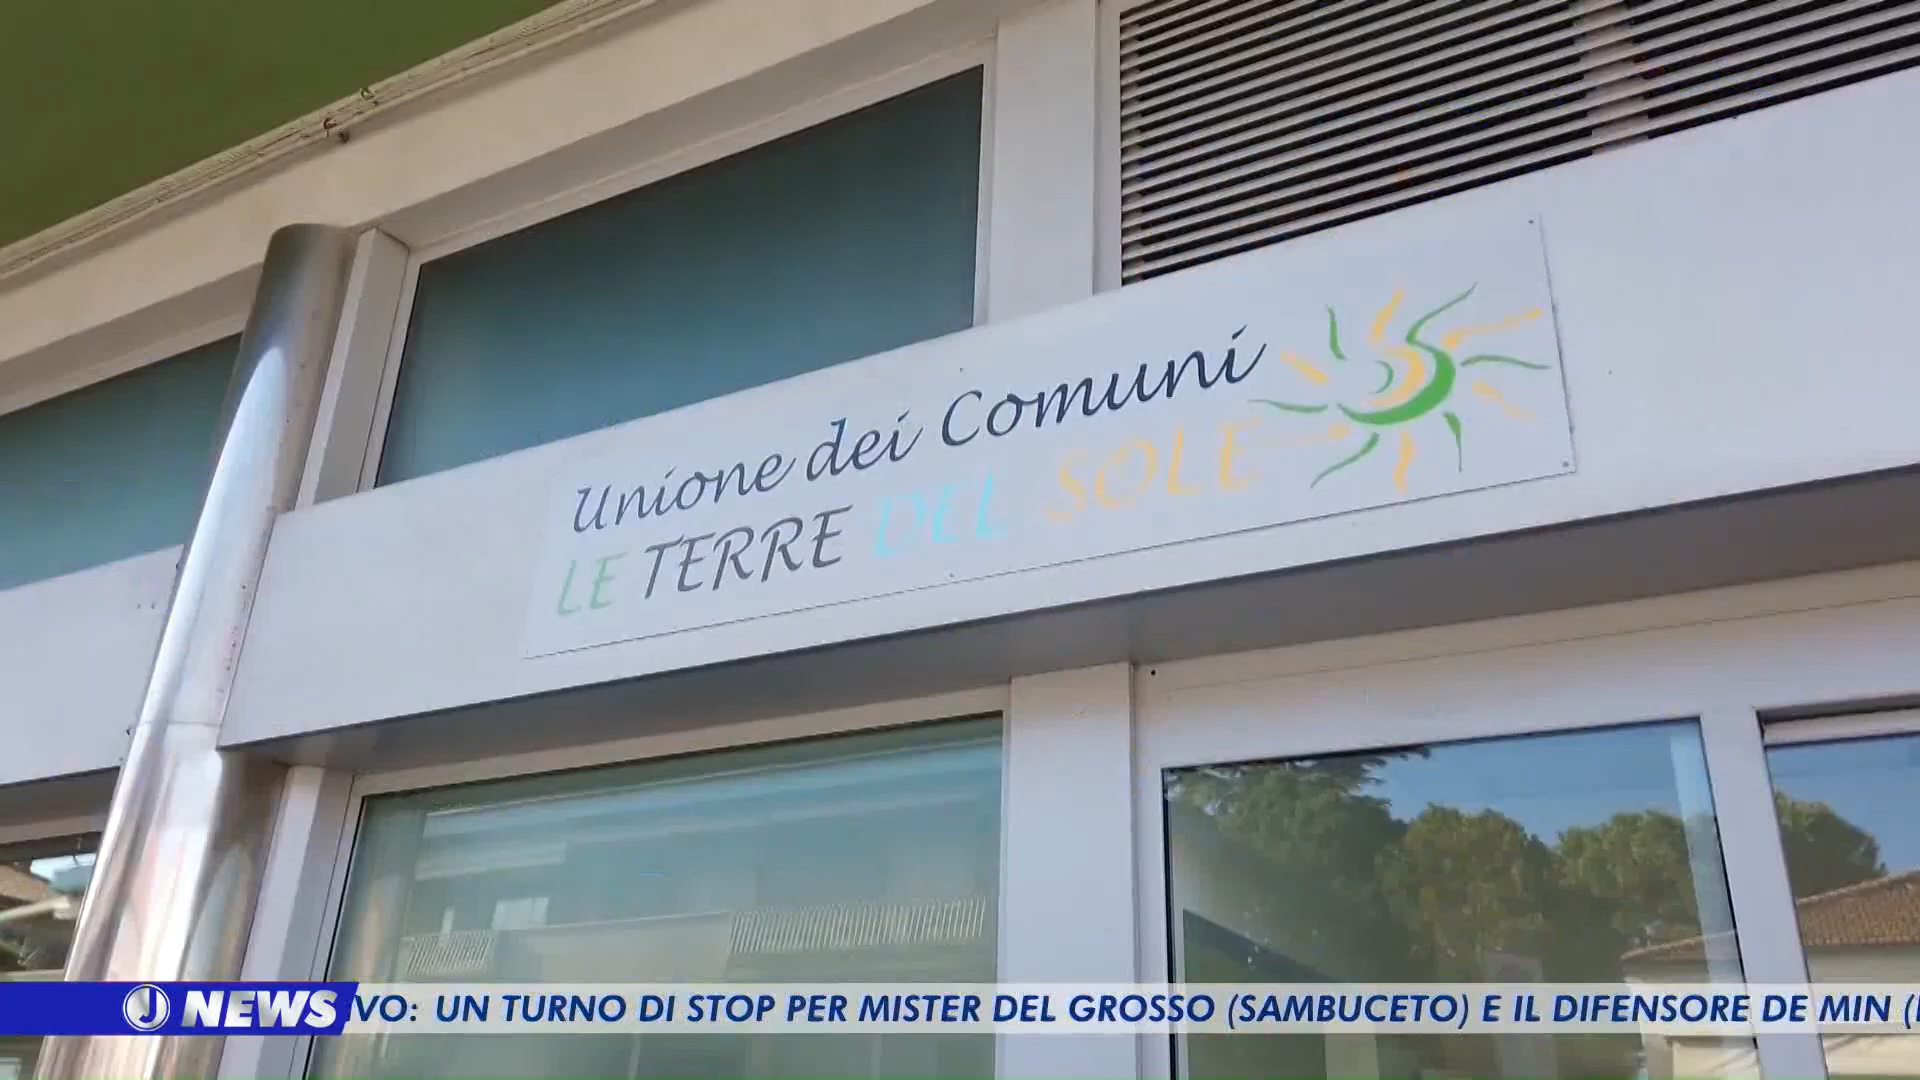 Unione dei Comuni
LE TERRE DEL SOLE
J NEWS
VO: UN TURNO DI STOP PER MISTER DEL GROSSO (SAMBUCETO) E IL DIFENSORE DE MIN (